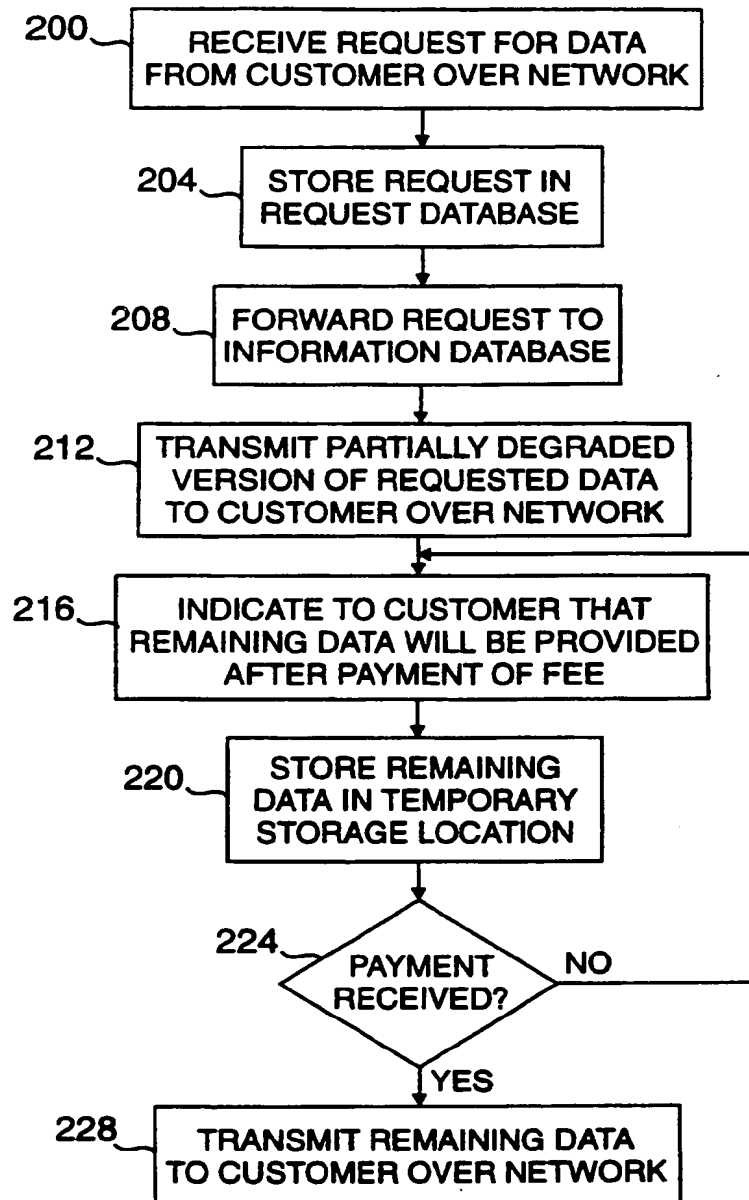 200
RECEIVE REQUEST FOR DATA
FROM CUSTOMER OVER NETWORK
204
STORE REQUEST IN
REQUEST DATABASE
208
FORWARD REQUEST TO
INFORMATION DATABASE
212
TRANSMIT PARTIALLY DEGRADED
VERSION OF REQUESTED DATA
TO CUSTOMER OVER NETWORK
216
INDICATE TO CUSTOMER THAT
REMAINING DATA WILL BE PROVIDED
AFTER PAYMENT OF FEE
220
STORE REMAINING
DATA IN TEMPORARY
STORAGE LOCATION
224
PAYMENT
RECEIVED?
NO
YES
228
TRANSMIT REMAINING DATA
TO CUSTOMER OVER NETWORK